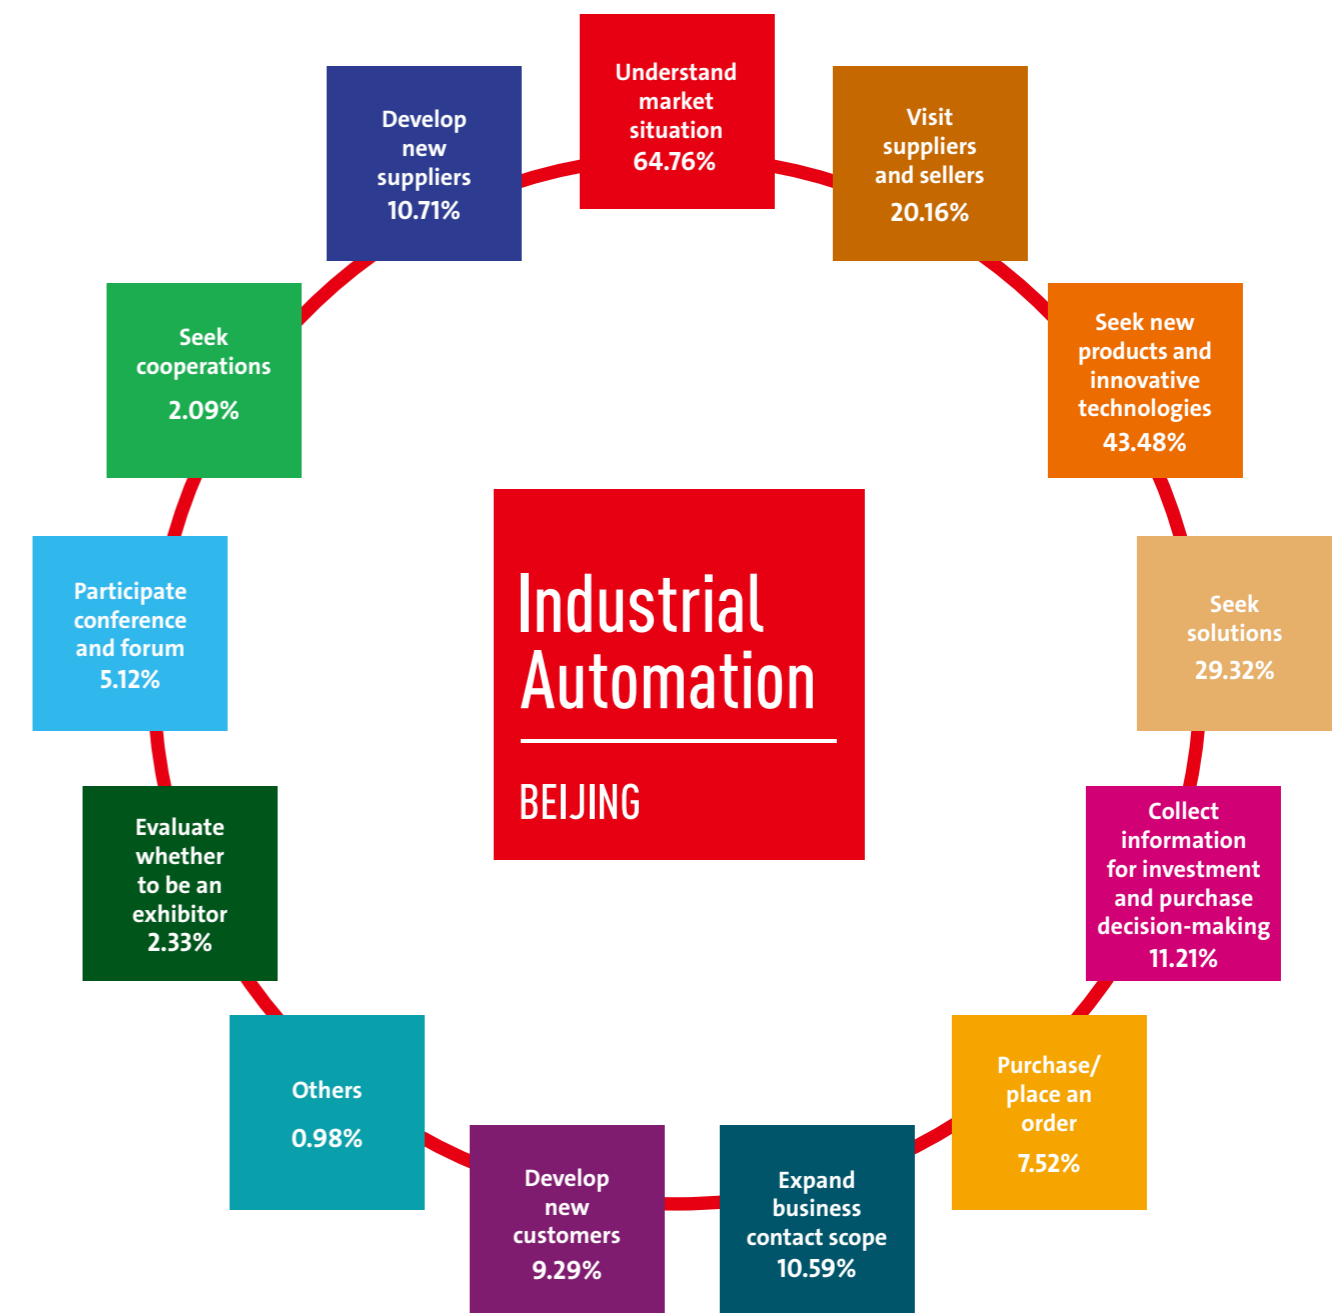 Understand
market
situation
64.76%
Visit
suppliers
and sellers
20.16%
Seek new
products and
innovative
technologies
43.48%
Seek
solutions
29.32%
Collect
information
for investment
and purchase
decision-making
11.21%
Purchase/
place an
order
7.52%
Expand
business
contact scope
10.59%
Develop
new
customers
9.29%
Others
0.98%
Evaluate
whether
to be an
exhibitor
2.33%
Participate
conference
and forum
5.12%
Seek
cooperations
2.09%
Develop
new
suppliers
10.71%
Industrial
Automation
BEIJING